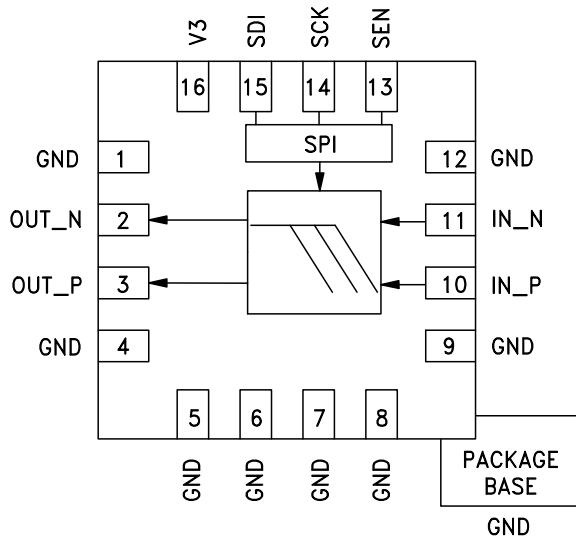 V3 SDI SCK SEN
16 15 14 13
SPI
GND 1 12 GND
OUT_N 2 11 IN_N
OUT_P 3 10 IN_P
GND 4 9 GND
5 6 7 8
GND GND GND GND
PACKAGE
BASE
GND